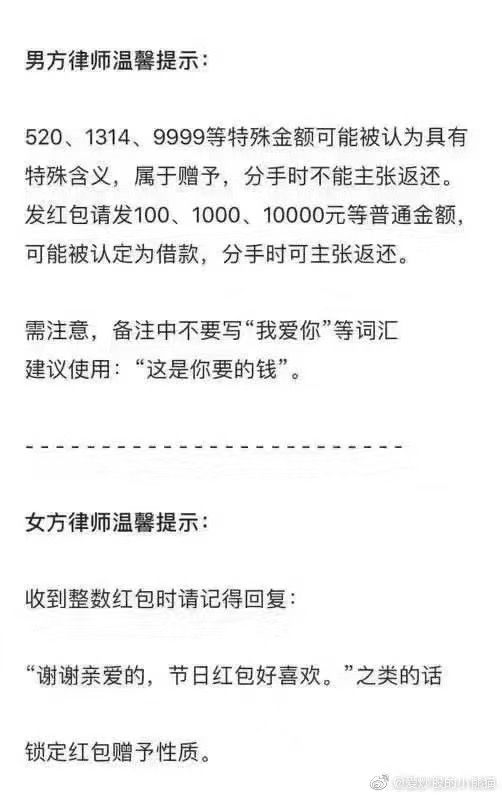 男方律师温馨提示：
520、1314、9999等特殊金额可能被认为具有
特殊含义，属于赠予，分手时不能主张返还。
发红包请发100、1000、10000元等普通金额，
可能被认定为借款，分手时可主张返还。
需注意，备注中不要写“我爱你”等词汇
建议使用：“这是你要的钱”。
- - - - - - - - - - - - - - - - - - - - - - - - - -
女方律师温馨提示：
收到整数红包时请记得回复：
“谢谢亲爱的，节日红包好喜欢。”之类的话
锁定红包赠予性质。
@爱炒股的小熊猫